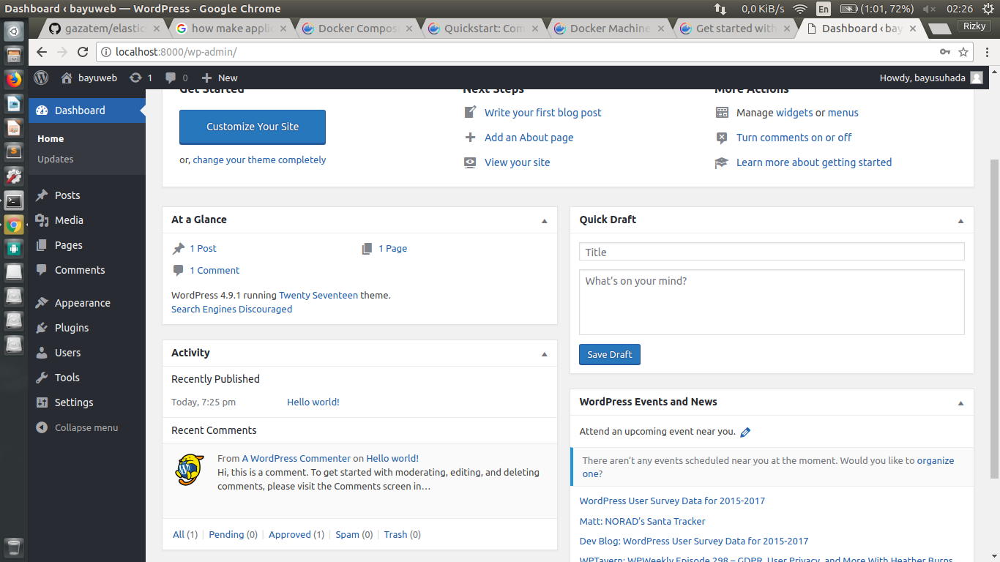 Dashboard ‹ bayuweb — WordPress - Google Chrome
0,0 KiB/s
En
(1:01, 72%)
02:26
gazatem/elastic
how make applic
Docker Compos
Quickstart: Com
Docker Machine
Get started with
Dashboard ‹ bay
Rizky
localhost:8000/wp-admin/
bayuweb
1
0
New
Howdy, bayusuhada
Dashboard
Home
Updates
Posts
Media
Pages
Comments
Appearance
Plugins
Users
Tools
Settings
Collapse menu
Get Started
Customize Your Site
or, change your theme completely
Next Steps
Write your first blog post
Add an About page
View your site
More Actions
Manage widgets or menus
Turn comments on or off
Learn more about getting started
At a Glance
1 Post
1 Page
1 Comment
WordPress 4.9.1 running Twenty Seventeen theme.
Search Engines Discouraged
Activity
Recently Published
Today, 7:25 pm
Hello world!
Recent Comments
From A WordPress Commenter on Hello world!
Hi, this is a comment. To get started with moderating, editing, and deleting
comments, please visit the Comments screen in…
All (1) | Pending (0) | Approved (1) | Spam (0) | Trash (0)
Quick Draft
Title
What's on your mind?
Save Draft
WordPress Events and News
Attend an upcoming event near you.
There aren't any events scheduled near you at the moment. Would you like to organize
one?
WordPress User Survey Data for 2015-2017
Matt: NORAD's Santa Tracker
Dev Blog: WordPress User Survey Data for 2015-2017
WPTavern: WPWeekly Episode 298 – GDPR, User Privacy, and More With Heather Burns